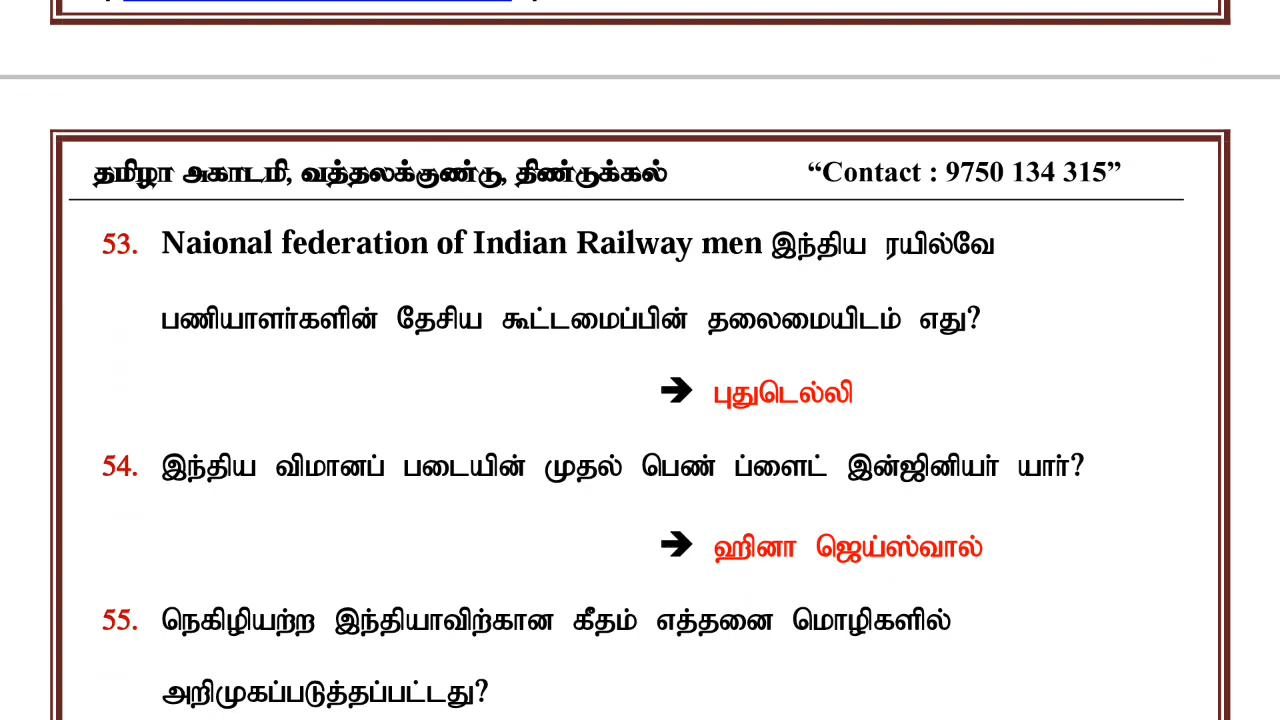 தமிழா அகாடமி, வத்தலக்குண்டு, திண்டுக்கல் “Contact : 9750 134 315”
53. Naional federation of Indian Railway men இந்திய ரயில்வே
பணியாளர்களின் தேசிய கூட்டமைப்பின் தலைமையிடம் எது?
➔ புதுடெல்லி
54. இந்திய விமானப் படையின் முதல் பெண் ப்ளைட் இன்ஜினியர் யார்?
➔ ஹினா ஜெய்ஸ்வால்
55. நெகிழியற்ற இந்தியாவிற்கான கீதம் எத்தனை மொழிகளில்
அறிமுகப்படுத்தப்பட்டது?